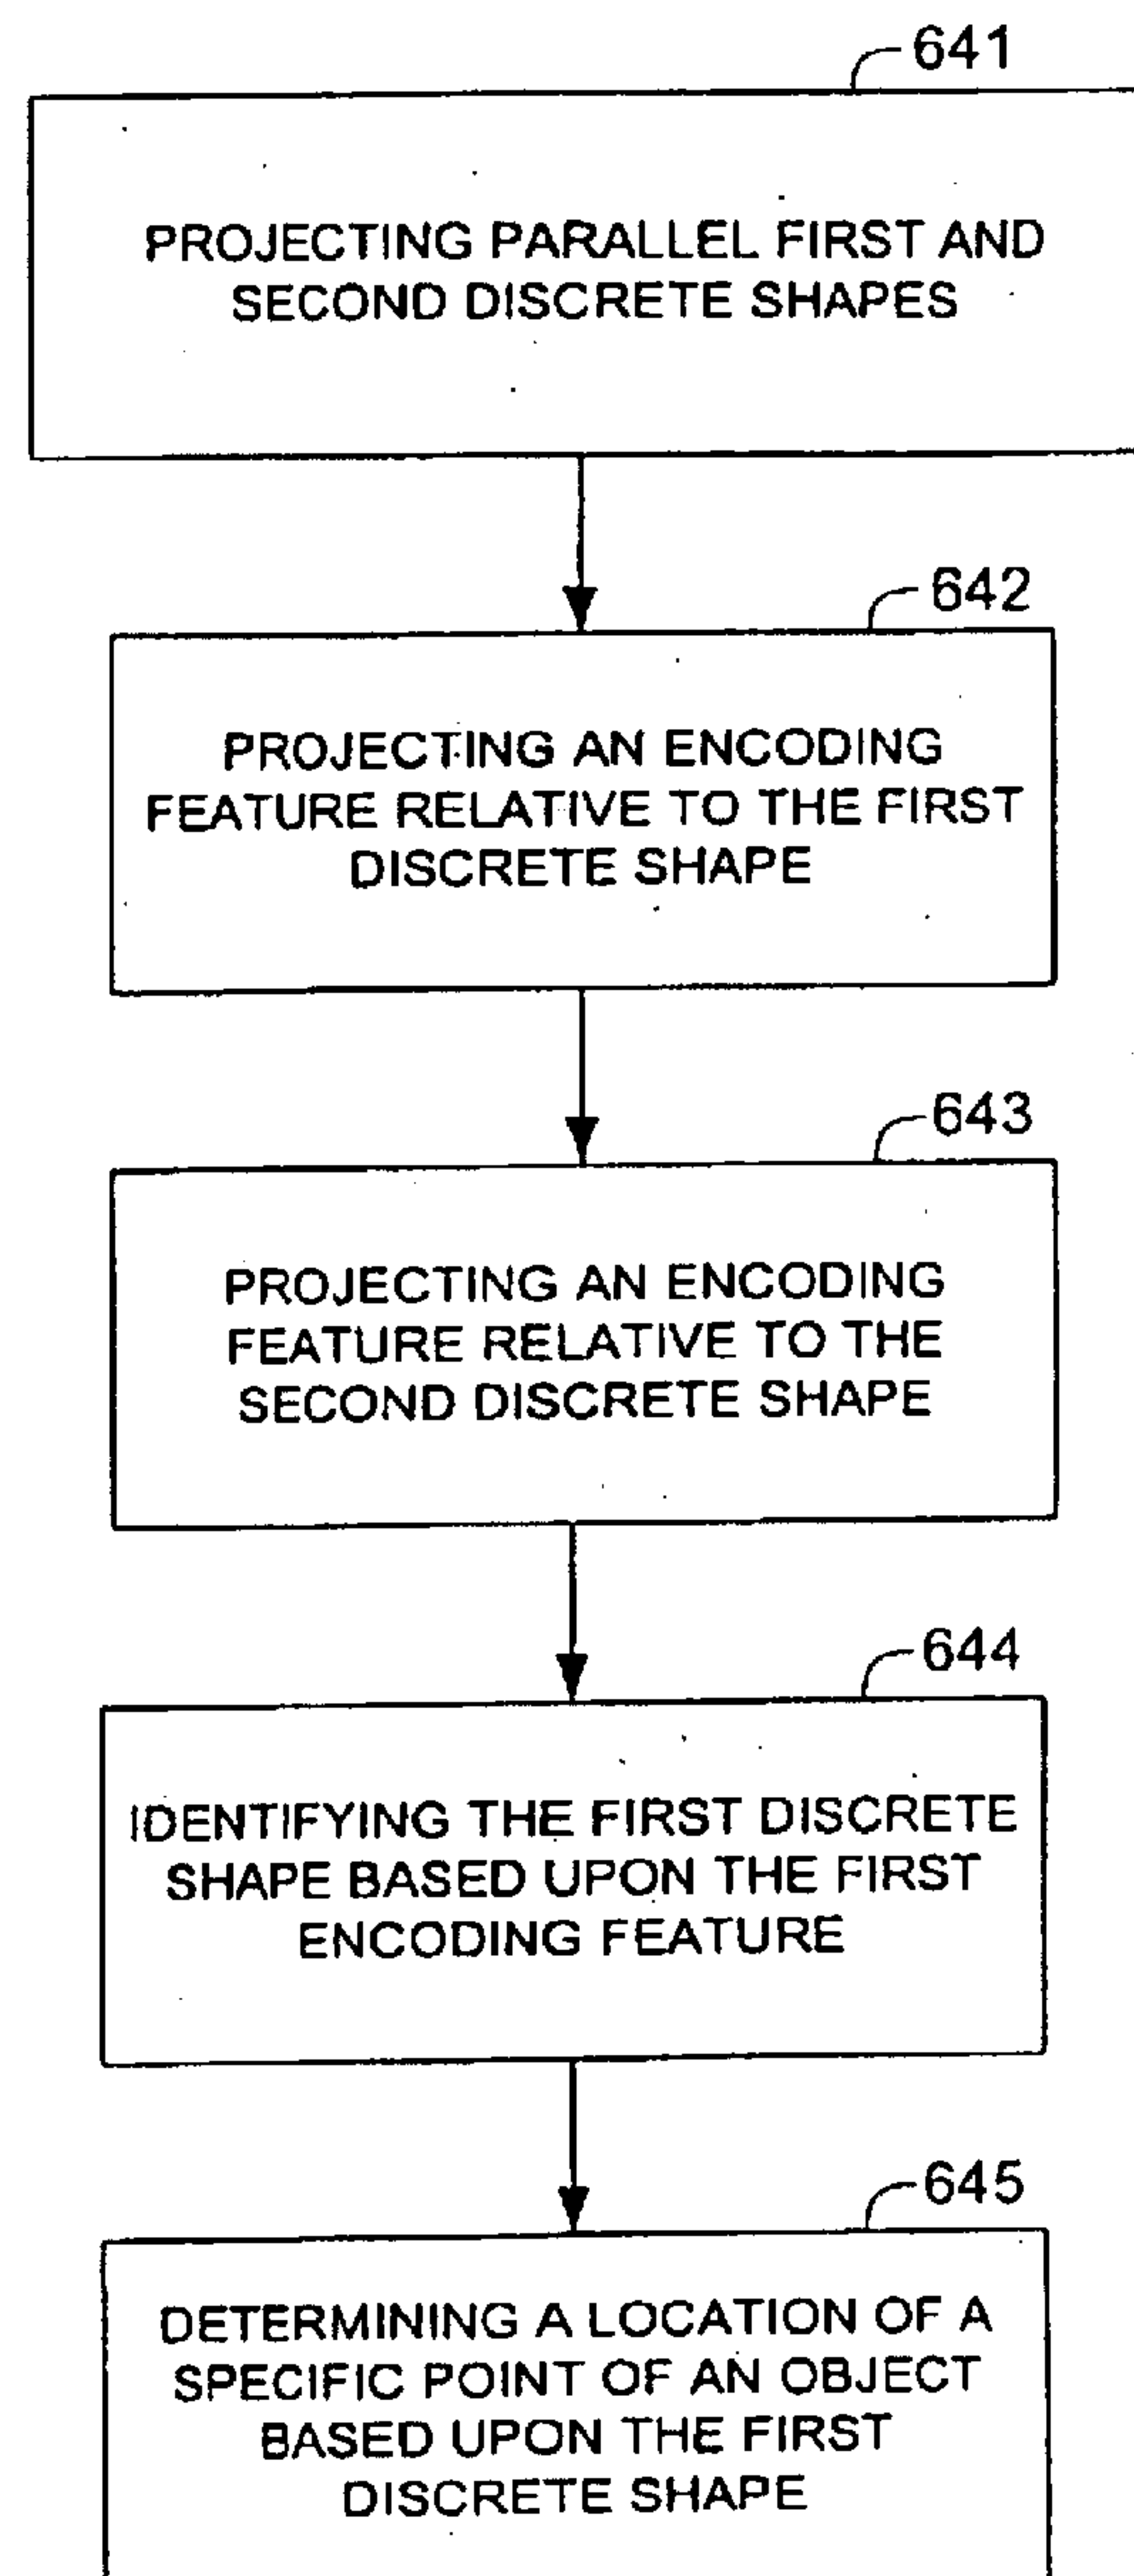 641
PROJECTING PARALLEL FIRST AND
SECOND DISCRETE SHAPES
642
PROJECTING AN ENCODING
FEATURE RELATIVE TO THE FIRST
DISCRETE SHAPE
643
PROJECTING AN ENCODING
FEATURE RELATIVE TO THE
SECOND DISCRETE SHAPE
644
IDENTIFYING THE FIRST DISCRETE
SHAPE BASED UPON THE FIRST
ENCODING FEATURE
645
DETERMINING A LOCATION OF A
SPECIFIC POINT OF AN OBJECT
BASED UPON THE FIRST
DISCRETE SHAPE